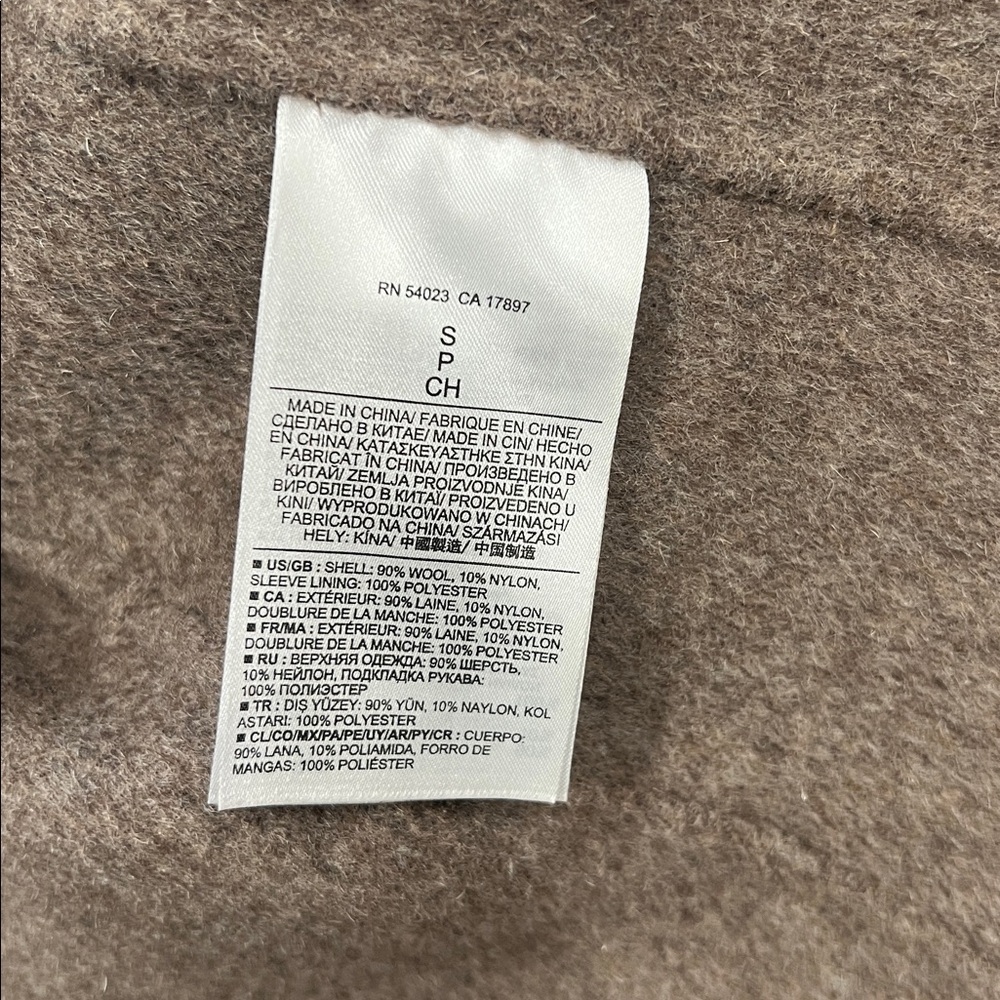 RN 54023 CA 17897
S
P
CH
MADE IN CHINA/ FABRIQUE EN CHINE/
СДЕЛАНО В КИТАЕ/ MADE IN CIN/ HECHO
EN CHINA/ ΚΑΤΑΣΚΕΥΑΣΤΗΚΕ ΣΤΗΝ ΚΙΝΑ/
FABRICAT ÎN CHINA/ ПРОИЗВЕДЕНО В
КИТАЙ/ ZEMLJA PROIZVODNJE KINA/
ВИРОБЛЕНО В КИТАЇ/ PROIZVEDENO U
KINI/ WYPRODUKOWANO W CHINACH/
FABRICADO NA CHINA/ SZÁRMAZÁSI
HELY: KÍNA/ 中國製造/ 中国制造
US/GB : SHELL: 90% WOOL, 10% NYLON,
SLEEVE LINING: 100% POLYESTER
CA : EXTÉRIEUR: 90% LAINE, 10% NYLON,
DOUBLURE DE LA MANCHE: 100% POLYESTER
FR/MA : EXTÉRIEUR: 90% LAINE, 10% NYLON,
DOUBLURE DE LA MANCHE: 100% POLYESTER
RU : ВЕРХНЯЯ ОДЕЖДА: 90% ШЕРСТЬ,
10% НЕЙЛОН, ПОДКЛАДКА РУКАВА:
100% ПОЛИЭСТЕР
TR : DIŞ YÜZEY: 90% YÜN, 10% NAYLON, KOL
ASTARI: 100% POLYESTER
CL/CO/MX/PA/PE/UY/AR/PY/CR : CUERPO:
90% LANA, 10% POLIAMIDA, FORRO DE
MANGAS: 100% POLIÉSTER